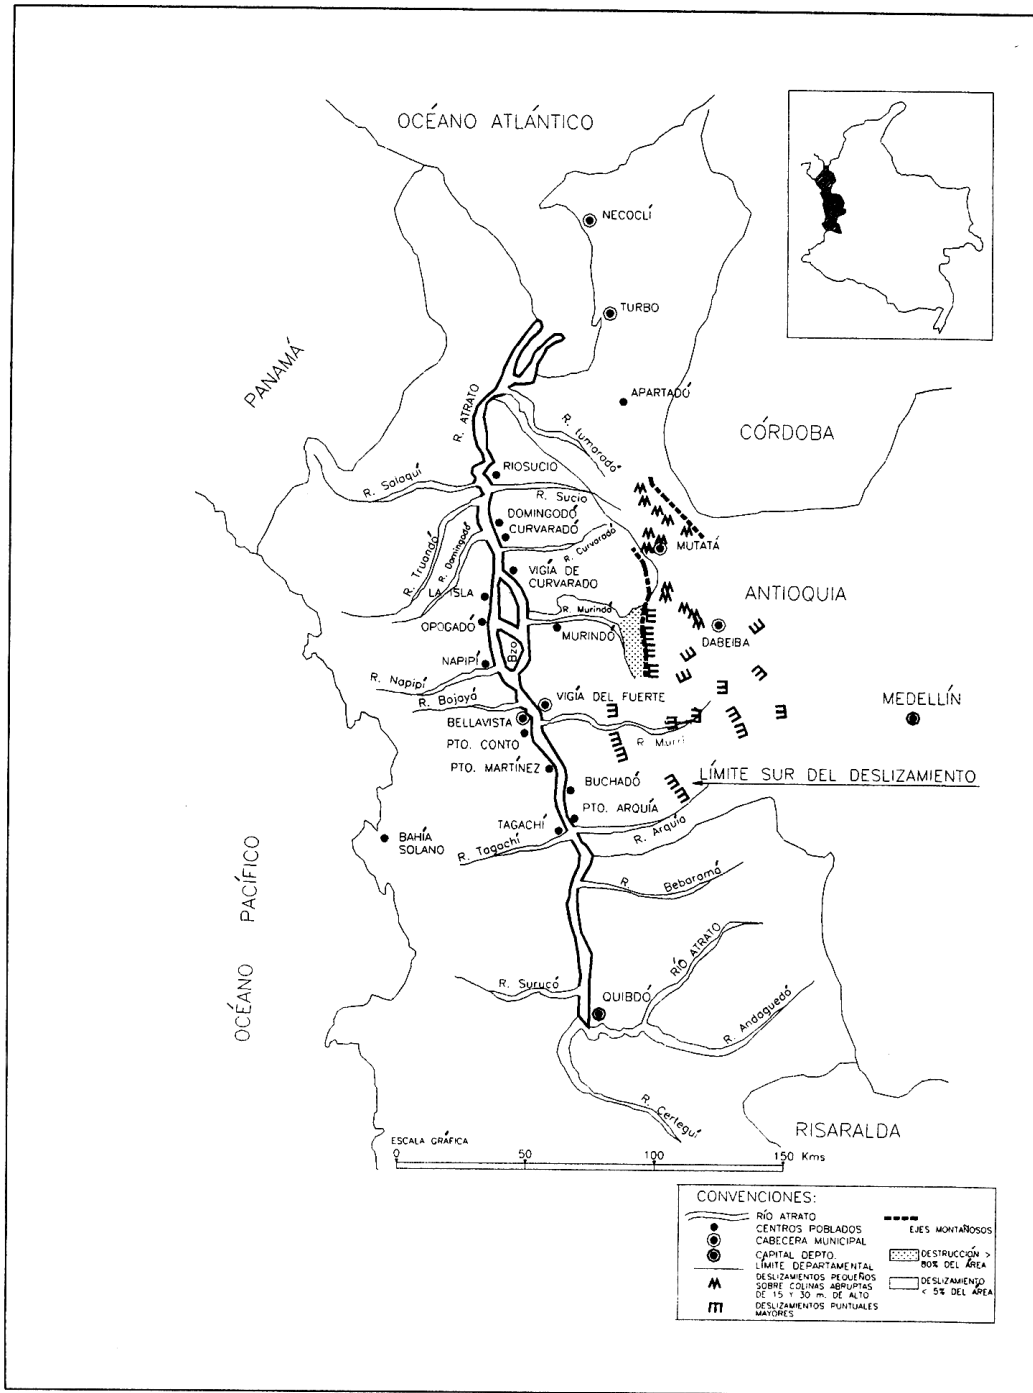 OCÉANO ATLÁNTICO
NECOCLÍ
TURBO
PANAMÁ
R. ATRATO
APARTADÓ
CÓRDOBA
R. Tumaradó
RIOSUCIO
R. Salaquí
R. Sucio
DOMINGODÓ
CURVARADÓ
MUTATÁ
R. Truandó
R. Domingodó
R. Curvaradó
VIGÍA DE
CURVARADO
LA ISLA
ANTIOQUIA
R. Murindó
OPOGADÓ
MURINDÓ
DABEIBA
Bzo
NAPIPÍ
R. Napipí
R. Bojayá
VIGÍA DEL FUERTE
MEDELLÍN
BELLAVISTA
PTO. CONTO
R. Murrí
PTO. MARTÍNEZ
LÍMITE SUR DEL DESLIZAMIENTO
BUCHADÓ
PTO. ARQUÍA
TAGACHÍ
R. Arquía
BAHÍA
SOLANO
R. Tagachí
R. Bebaramá
OCÉANO PACÍFICO
RÍO ATRATO
R. Surucó
QUIBDÓ
R. Andaguedó
R. Certeguí
RISARALDA
ESCALA GRÁFICA
0 50 100 150 Kms
CONVENCIONES:
RÍO ATRATO
CENTROS POBLADOS
CABECERA MUNICIPAL
CAPITAL DEPTO.
LÍMITE DEPARTAMENTAL
DESLIZAMIENTOS PEQUEÑOS
SOBRE COLINAS ABRUPTAS
DE 15 Y 30 m. DE ALTO
DESLIZAMIENTOS PUNTUALES
MAYORES
EJES MONTAÑOSOS
DESTRUCCIÓN >
80% DEL ÁREA
DESLIZAMIENTO
< 5% DEL ÁREA